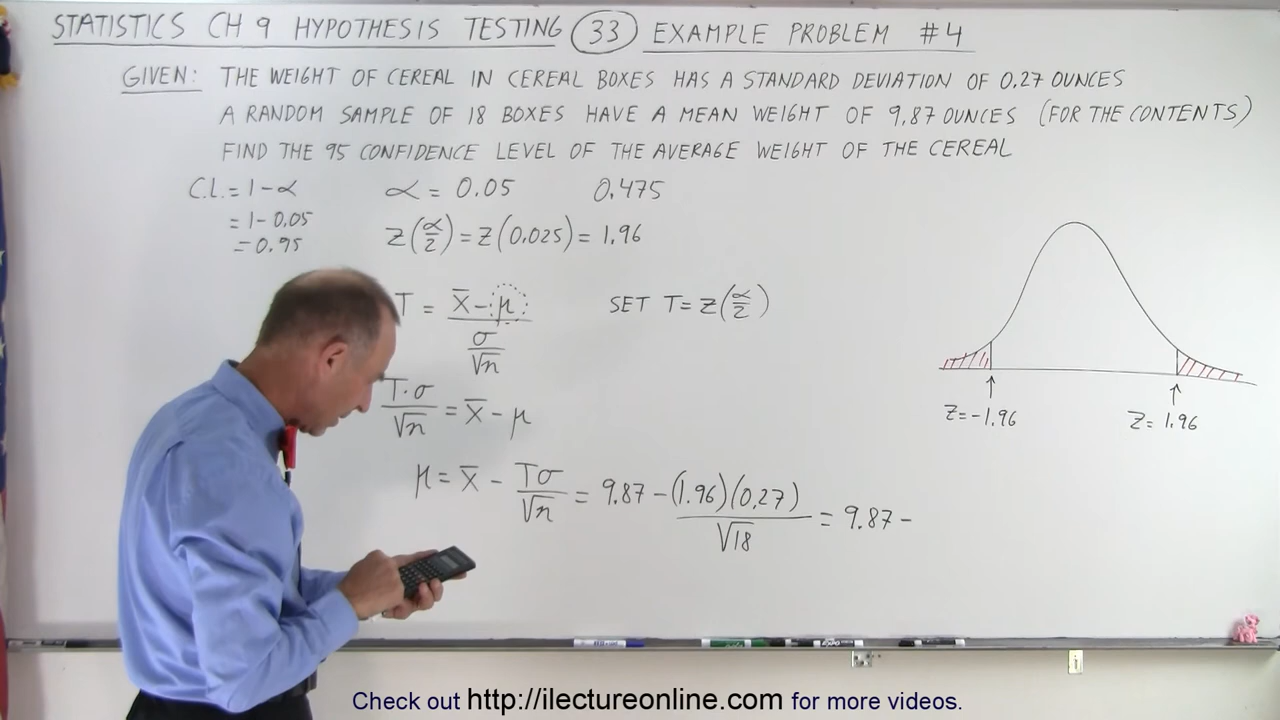 STATISTICS CH 9 HYPOTHESIS TESTING 33 EXAMPLE PROBLEM #4
GIVEN: THE WEIGHT OF CEREAL IN CEREAL BOXES HAS A STANDARD DEVIATION OF 0.27 OUNCES
A RANDOM SAMPLE OF 18 BOXES HAVE A MEAN WEIGHT OF 9.87 OUNCES (FOR THE CONTENTS)
FIND THE 95 CONFIDENCE LEVEL OF THE AVERAGE WEIGHT OF THE CEREAL
C.L. = 1-α α = 0.05 0.475
= 1-0.05
= 0.95
Z(α/2) = Z(0.025) = 1.96
T = (x̄ - μ)/(σ/√n) SET T = Z(α/2)
T·σ/√n = x̄ - μ
Z=-1.96 Z= 1.96
μ = x̄ - Tσ/√n = 9.87 - (1.96)(0.27)/√18 = 9.87 -
Check out http://ilectureonline.com for more videos.